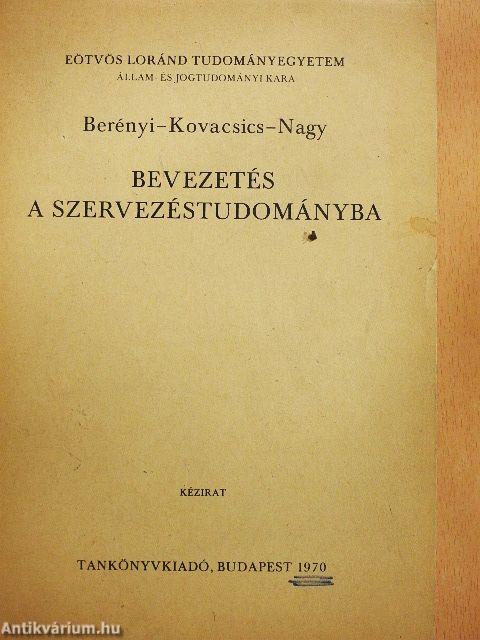 EÖTVÖS LORÁND TUDOMÁNYEGYETEM
ÁLLAM- ÉS JOGTUDOMÁNYI KARA
Berényi–Kovacsics–Nagy
BEVEZETÉS
A SZERVEZÉSTUDOMÁNYBA
KÉZIRAT
TANKÖNYVKIADÓ, BUDAPEST 1970
Antikvárium.hu